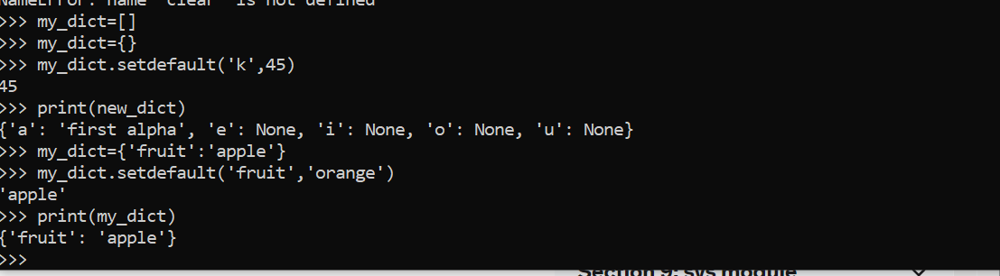 NameError: name 'clear' is not defined
>>> my_dict=[]
>>> my_dict={}
>>> my_dict.setdefault('k',45)
45
>>> print(new_dict)
{'a': 'first alpha', 'e': None, 'i': None, 'o': None, 'u': None}
>>> my_dict={'fruit':'apple'}
>>> my_dict.setdefault('fruit','orange')
'apple'
>>> print(my_dict)
{'fruit': 'apple'}
>>>
Section 9: sys module